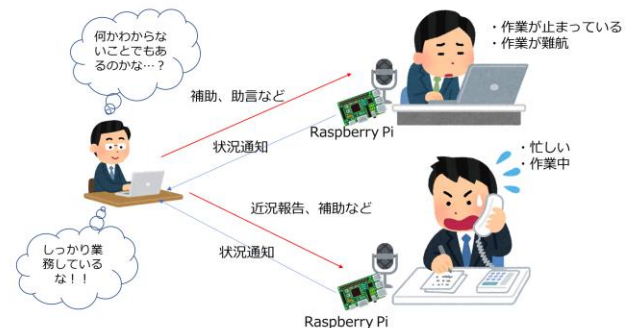 何かわからな
いことでもあ
るのかな…？
・作業が止まっている
・作業が難航
補助、助言など
Raspberry Pi
状況通知
・忙しい
・作業中
近況報告、補助など
しっかり業
務している
な！！
状況通知
Raspberry Pi